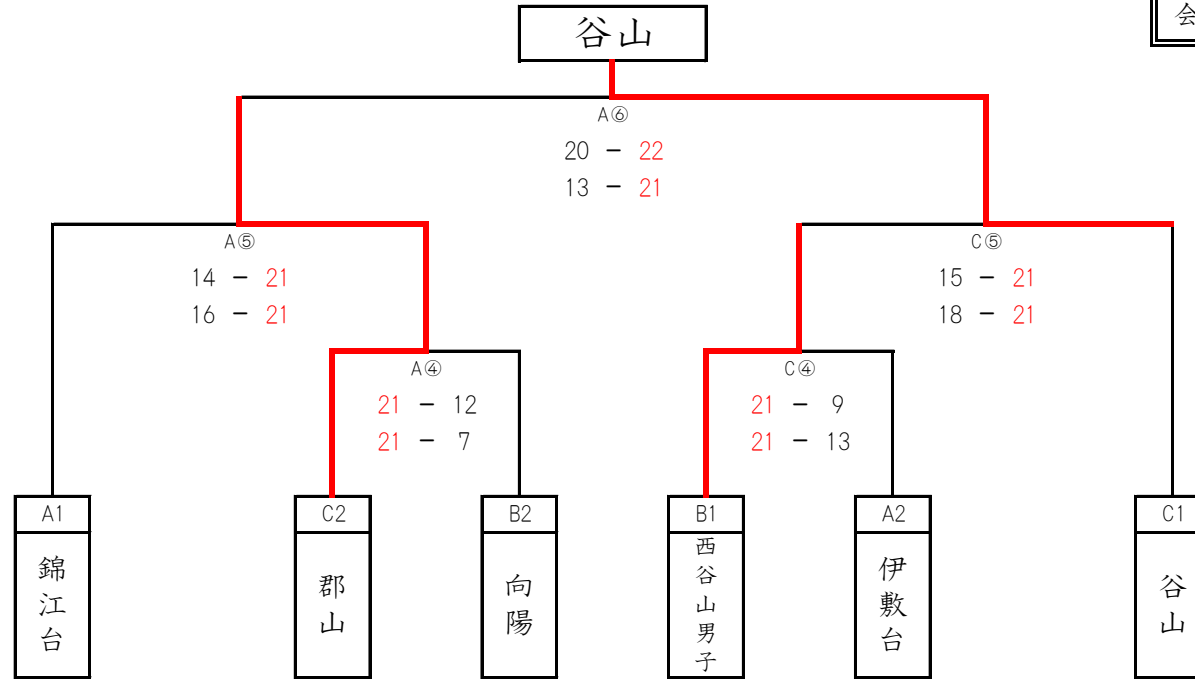 谷山
会
A⑥
20 − 22
13 − 21
A⑤
14 − 21
16 − 21
C⑤
15 − 21
18 − 21
A④
21 − 12
21 − 7
C④
21 − 9
21 − 13
A1
錦江台
C2
郡山
B2
向陽
B1
西谷山男子
A2
伊敷台
C1
谷山